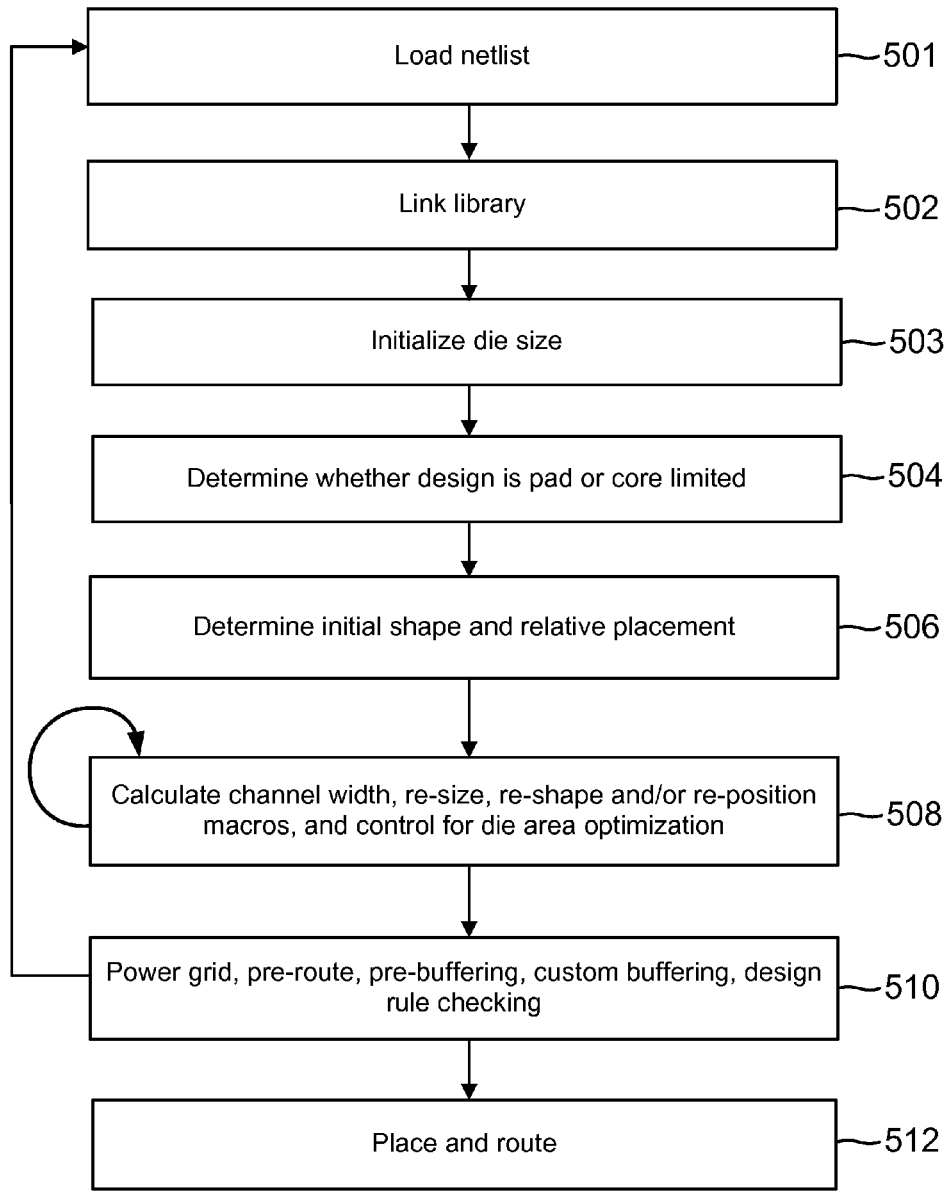 Load netlist
501
Link library
502
Initialize die size
503
Determine whether design is pad or core limited
504
Determine initial shape and relative placement
506
Calculate channel width, re-size, re-shape and/or re-position
macros, and control for die area optimization
508
Power grid, pre-route, pre-buffering, custom buffering, design
rule checking
510
Place and route
512